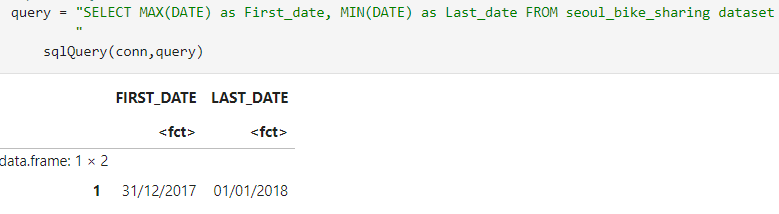 query = "SELECT MAX(DATE) as First_date, MIN(DATE) as Last_date FROM seoul_bike_sharing dataset
"
sqlQuery(conn,query)
FIRST_DATE LAST_DATE
<fct> <fct>
data.frame: 1 × 2
1 31/12/2017 01/01/2018